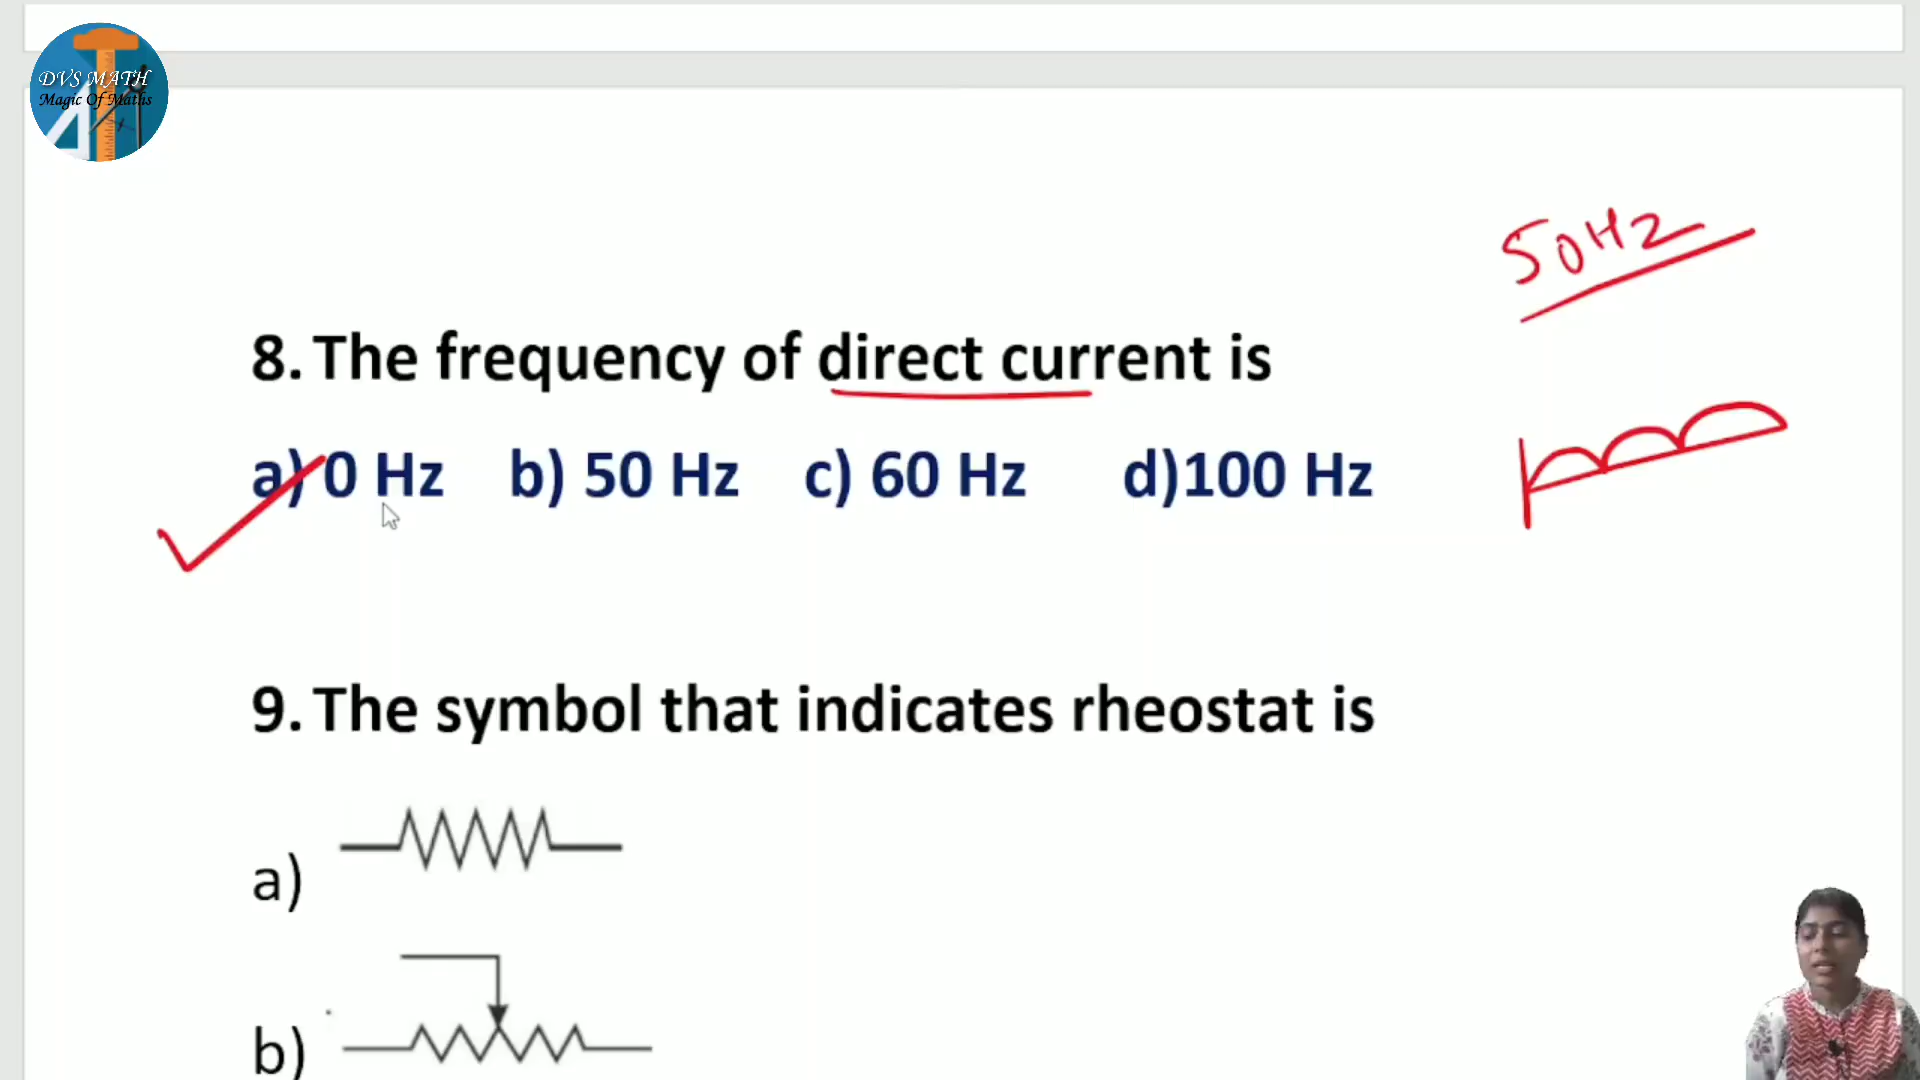 DVS MATH
Magic Of Maths
50Hz
8. The frequency of direct current is
a) 0 Hz b) 50 Hz c) 60 Hz d)100 Hz
9. The symbol that indicates rheostat is
a)
b)